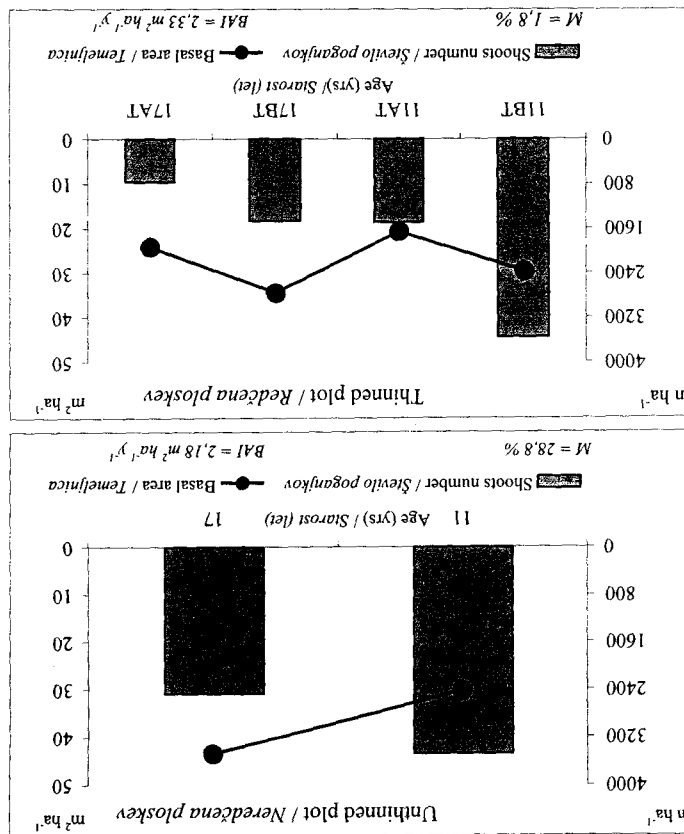 n ha⁻¹ Unthinned plot / Neredčena ploskev m² ha⁻¹
4000 50
3200 40
2400 30
1600 20
800 10
0 0
11 Age (yrs) / Starost (let) 17
Shoots number / Število poganjkov Basal area / Temeljnica
M = 28,8 % BAI = 2,18 m² ha⁻¹ y⁻¹
n ha⁻¹ Thinned plot / Redčena ploskev m² ha⁻¹
4000 50
3200 40
2400 30
1600 20
800 10
0 0
11BT 11AT 17BT 17AT
Age (yrs)/ Starost (let)
Shoots number / Število poganjkov Basal area / Temeljnica
M = 1,8 % BAI = 2,33 m² ha⁻¹ y⁻¹